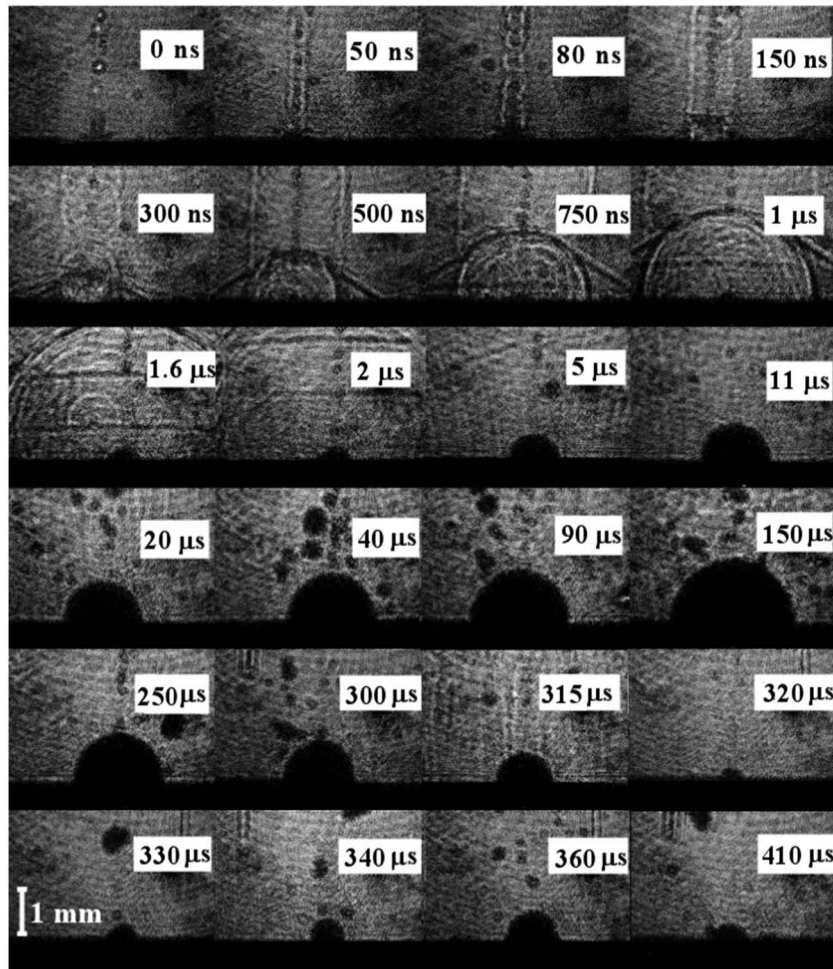 0 ns 50 ns 80 ns 150 ns
300 ns 500 ns 750 ns 1 μs
1.6 μs 2 μs 5 μs 11 μs
20 μs 40 μs 90 μs 150 μs
250 μs 300 μs 315 μs 320 μs
330 μs 340 μs 360 μs 410 μs
1 mm